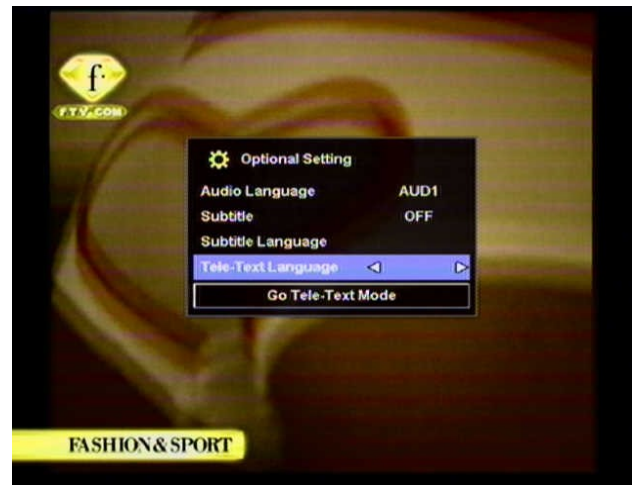 f.
F.T.V.COM
Optional Setting
Audio Language AUD1
Subtitle OFF
Subtitle Language
Tele-Text Language
Go Tele-Text Mode
FASHION & SPORT